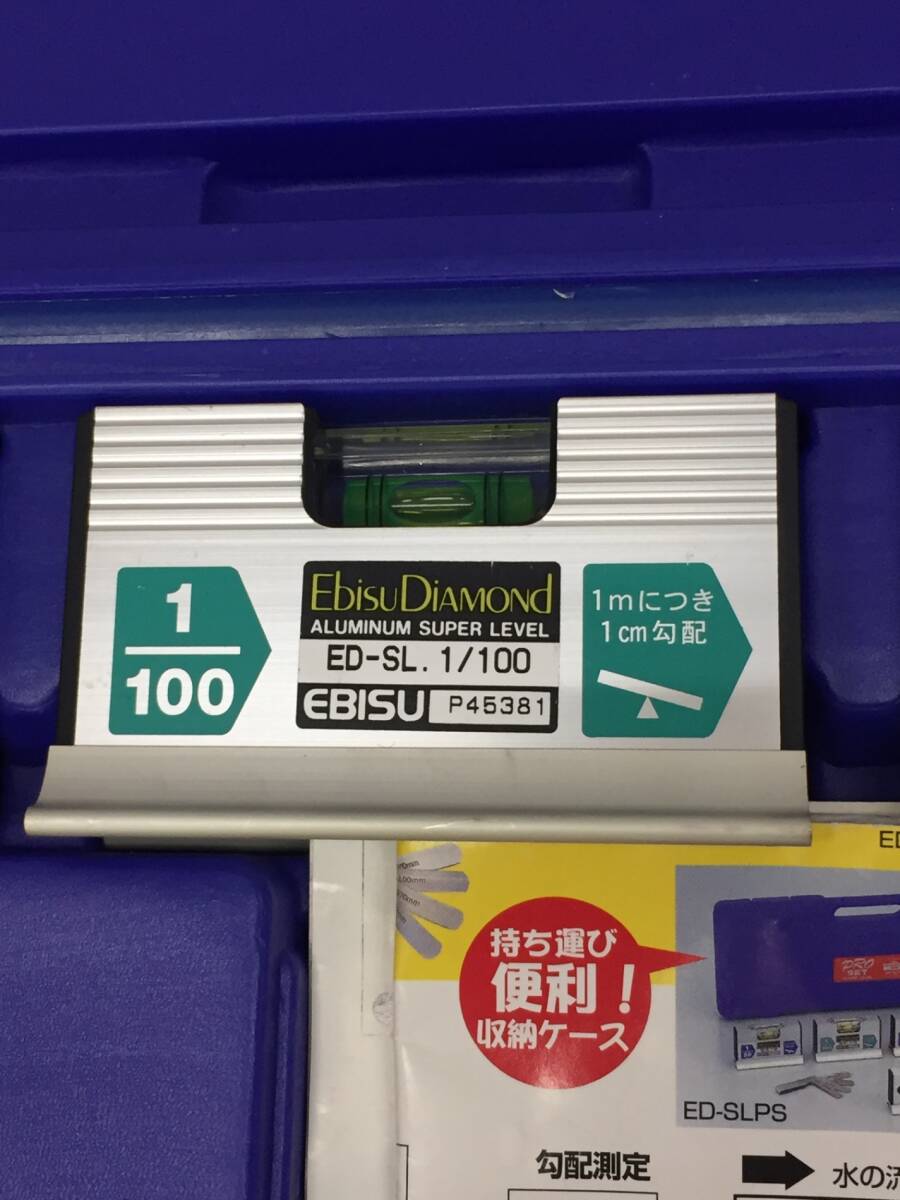 1
100
EbisuDIAMOND
ALUMINUM SUPER LEVEL
ED-SL. 1/100
EBISU P45381
1mにつき
1cm勾配
持ち運び
便利!
収納ケース
PRO
SET
ED-SLPS
勾配測定
水の流